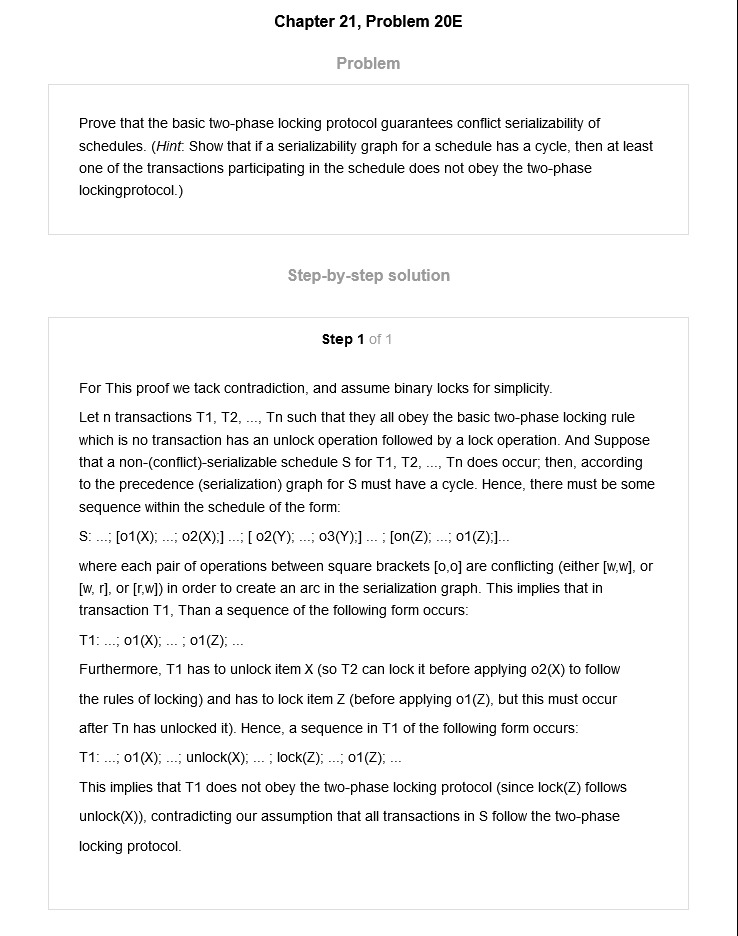 Chapter 21, Problem 20E
Problem
Prove that the basic two-phase locking protocol guarantees conflict serializability of
schedules. (Hint: Show that if a serializability graph for a schedule has a cycle, then at least
one of the transactions participating in the schedule does not obey the two-phase
lockingprotocol.)
Step-by-step solution
Step 1 of 1
For This proof we tack contradiction, and assume binary locks for simplicity.
Let n transactions T1, T2, ..., Tn such that they all obey the basic two-phase locking rule
which is no transaction has an unlock operation followed by a lock operation. And Suppose
that a non-(conflict)-serializable schedule S for T1, T2, ..., Tn does occur; then, according
to the precedence (serialization) graph for S must have a cycle. Hence, there must be some
sequence within the schedule of the form:
S: ...; [o1(X); ...; o2(X);] ...; [ o2(Y); ...; o3(Y);] ... ; [on(Z); ...; o1(Z);]...
where each pair of operations between square brackets [o,o] are conflicting (either [w,w], or
[w, r], or [r,w]) in order to create an arc in the serialization graph. This implies that in
transaction T1, Than a sequence of the following form occurs:
T1: ...; o1(X); ... ; o1(Z); ...
Furthermore, T1 has to unlock item X (so T2 can lock it before applying o2(X) to follow
the rules of locking) and has to lock item Z (before applying o1(Z), but this must occur
after Tn has unlocked it). Hence, a sequence in T1 of the following form occurs:
T1: ...; o1(X); ...; unlock(X); ... ; lock(Z); ...; o1(Z); ...
This implies that T1 does not obey the two-phase locking protocol (since lock(Z) follows
unlock(X)), contradicting our assumption that all transactions in S follow the two-phase
locking protocol.